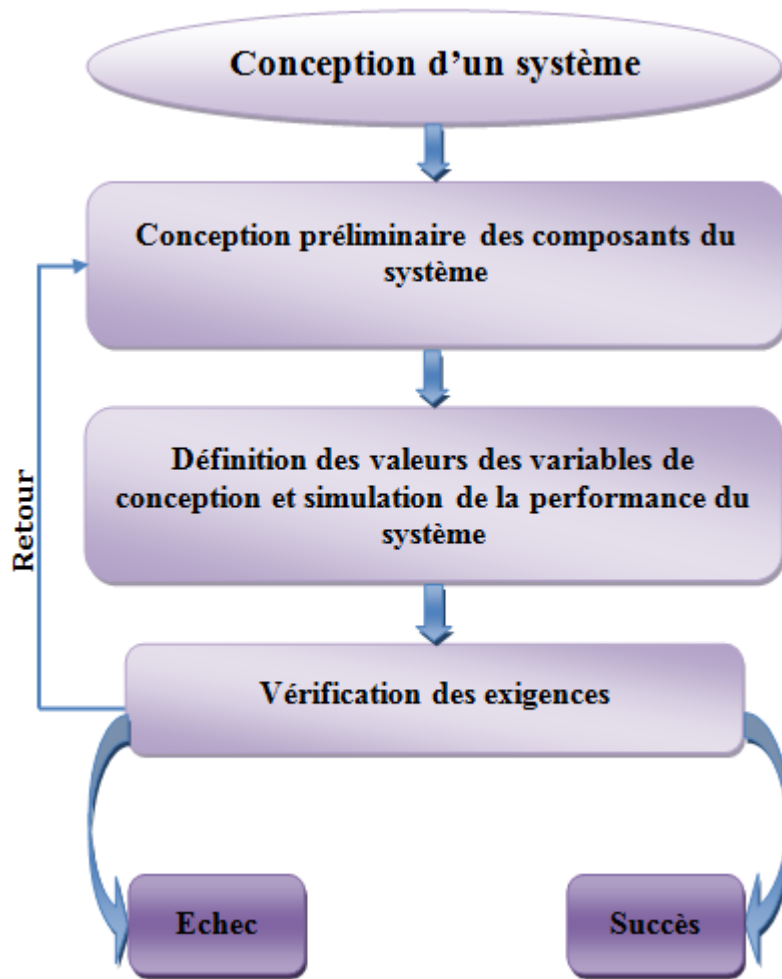 Conception d’un système
Conception préliminaire des composants du
système
Définition des valeurs des variables de
conception et simulation de la performance du
système
Retour
Vérification des exigences
Echec
Succès